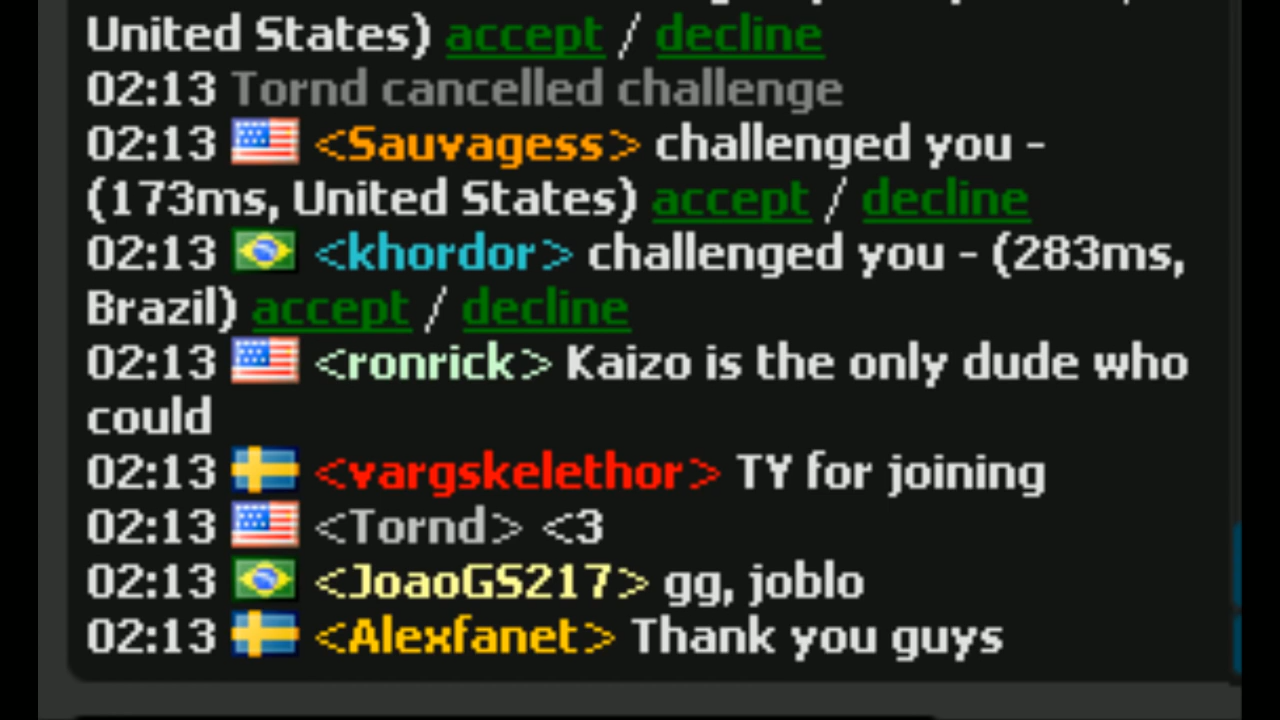 United States) accept / decline
02:13 Tornd cancelled challenge
02:13 <Sauvagess> challenged you -
(173ms, United States) accept / decline
02:13 <khordor> challenged you - (283ms,
Brazil) accept / decline
02:13 <ronrick> Kaizo is the only dude who
could
02:13 <vargskelethor> TY for joining
02:13 <Tornd> <3
02:13 <JoaoGS217> gg, joblo
02:13 <Alexfanet> Thank you guys